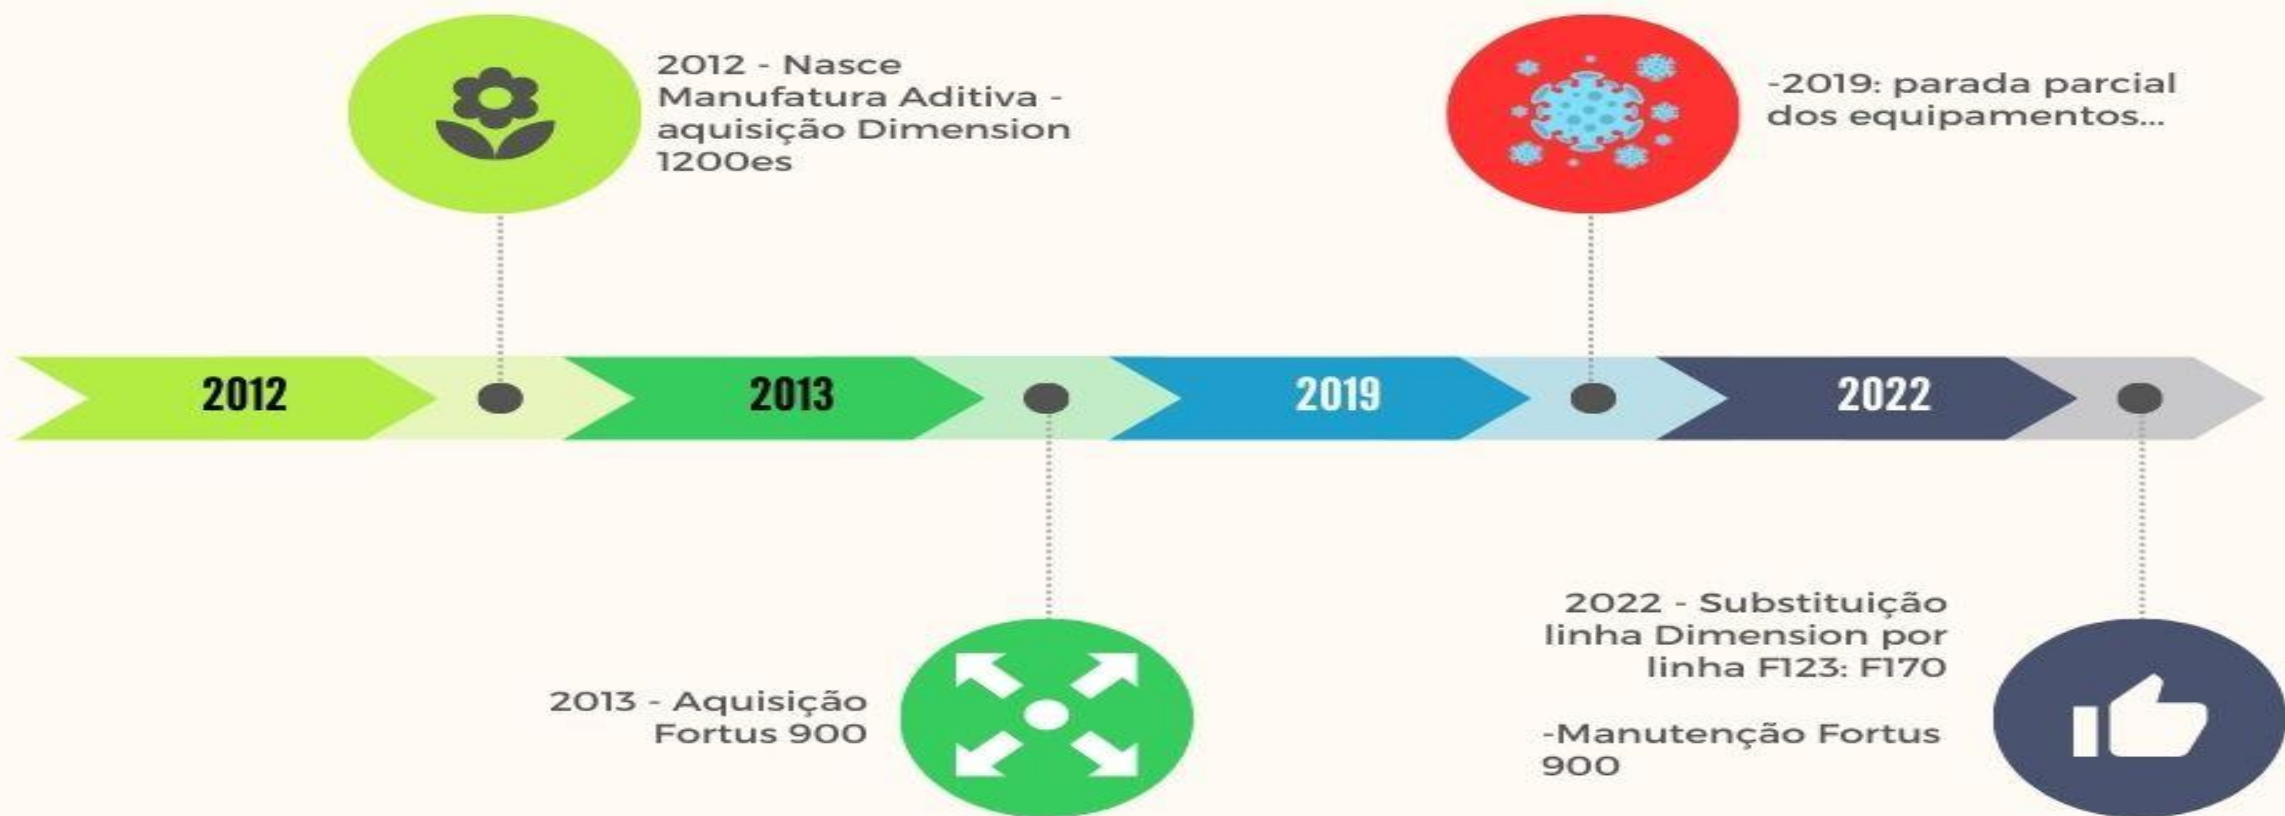 2012 - Nasce
Manufatura Aditiva -
aquisição Dimension
1200es
-2019: parada parcial
dos equipamentos...
2012
2013
2019
2022
2013 - Aquisição
Fortus 900
2022 - Substituição
linha Dimension por
linha F123: F170
-Manutenção Fortus
900